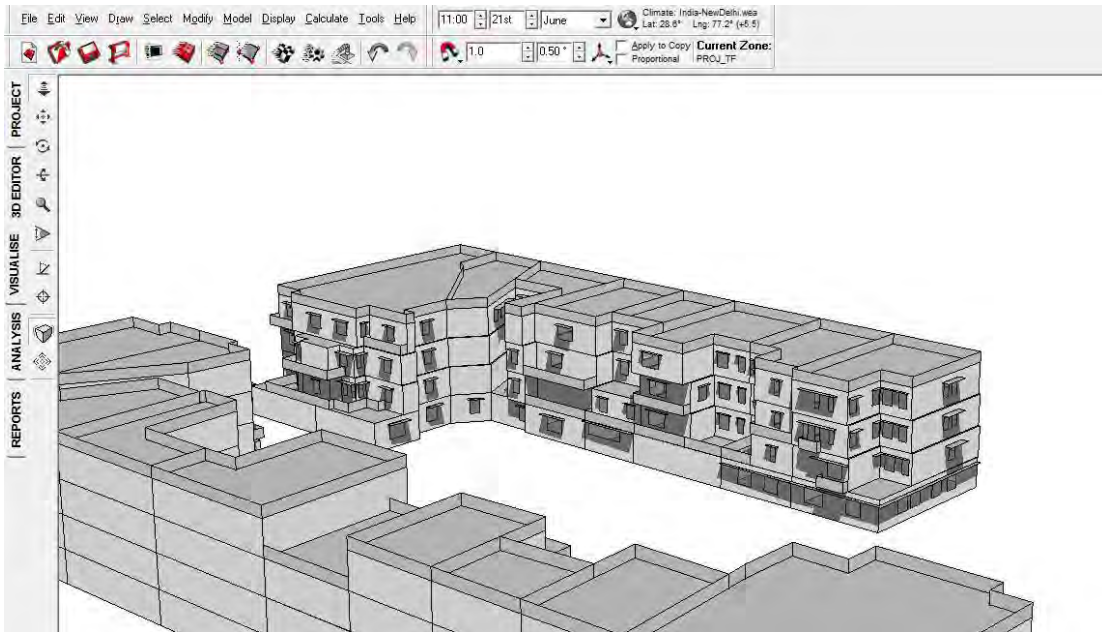 File Edit View Draw Select Modify Model Display Calculate Tools Help
11:00 21st June
Climate: India-NewDelhi.wea
Lat: 28.6° Lng: 77.2° (+5.5)
1.0 0.50 ° Apply to Copy Current Zone:
Proportional PROJ_TF
PROJECT
3D EDITOR
VISUALISE
ANALYSIS
REPORTS